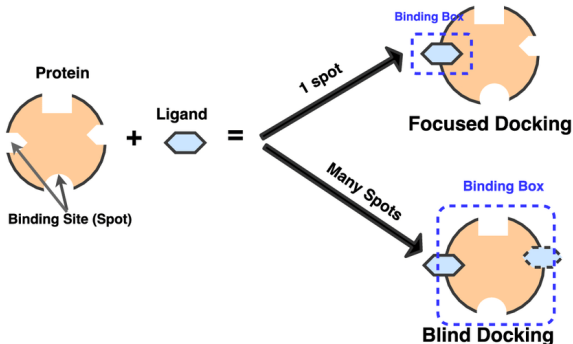 Binding Box
Protein
1 spot
Ligand
+
=
Focused Docking
Many Spots
Binding Site (Spot)
Binding Box
Blind Docking